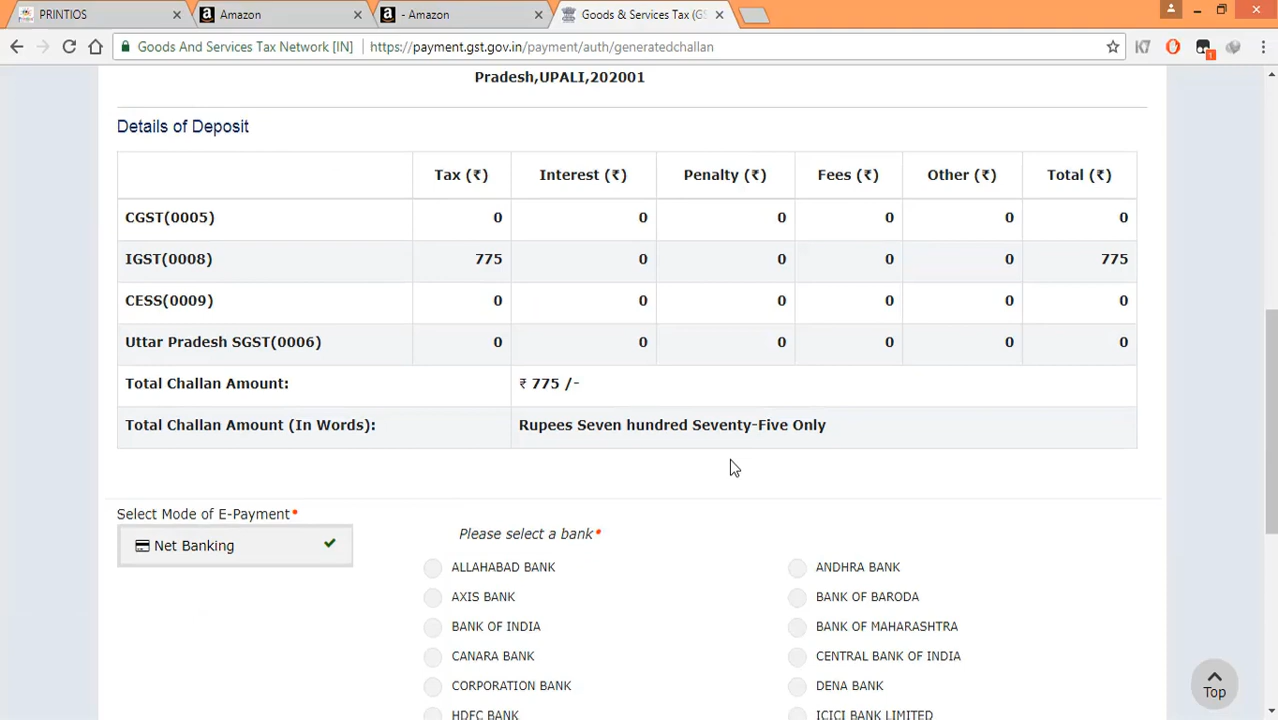 PRINTIOS Amazon - Amazon Goods & Services Tax (GS
Goods And Services Tax Network [IN] https://payment.gst.gov.in/payment/auth/generatedchallan
Pradesh,UPALI,202001
Details of Deposit
Tax (₹) Interest (₹) Penalty (₹) Fees (₹) Other (₹) Total (₹)
CGST(0005) 0 0 0 0 0 0
IGST(0008) 775 0 0 0 0 775
CESS(0009) 0 0 0 0 0 0
Uttar Pradesh SGST(0006) 0 0 0 0 0 0
Total Challan Amount: ₹ 775 /-
Total Challan Amount (In Words): Rupees Seven hundred Seventy-Five Only
Select Mode of E-Payment•
Net Banking
Please select a bank•
ALLAHABAD BANK ANDHRA BANK
AXIS BANK BANK OF BARODA
BANK OF INDIA BANK OF MAHARASHTRA
CANARA BANK CENTRAL BANK OF INDIA
CORPORATION BANK DENA BANK
HDFC BANK ICICI BANK LIMITED
Top
K7
1